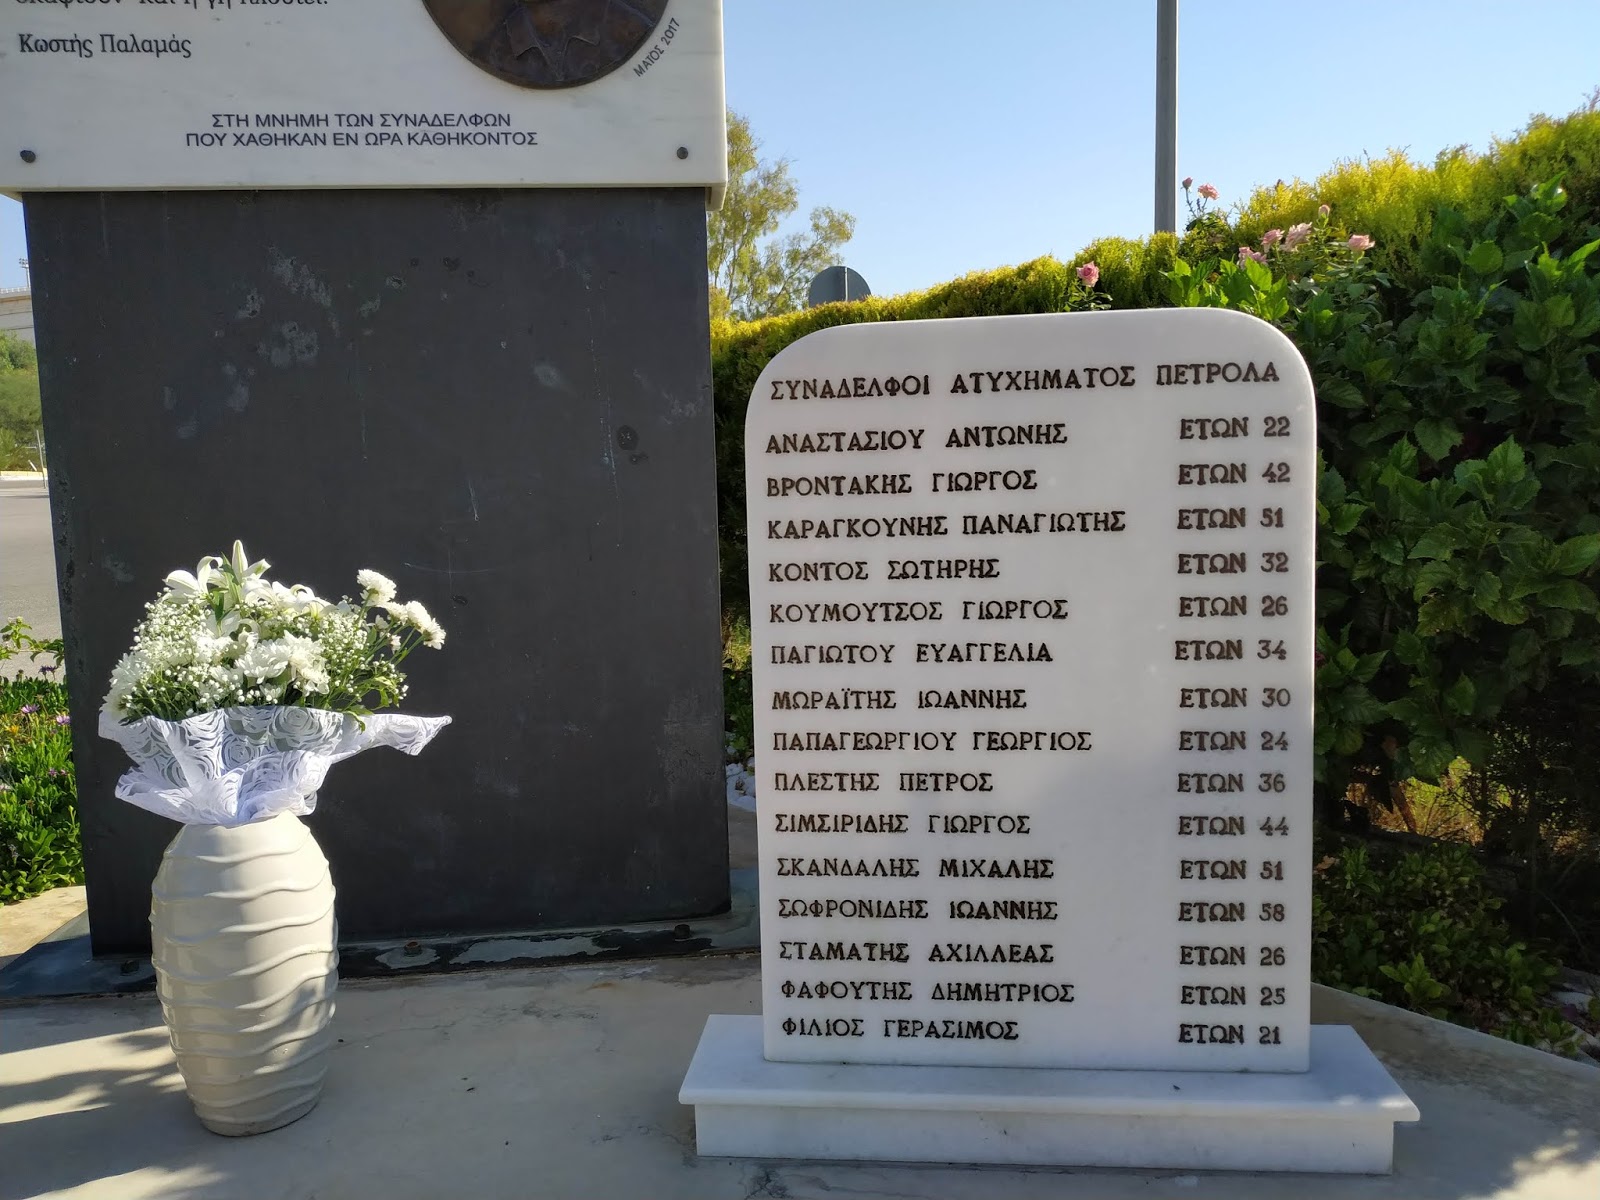 Κωστής Παλαμάς
ΜΑΤΟΣ 2017
ΣΤΗ ΜΝΗΜΗ ΤΩΝ ΣΥΝΑΔΕΛΦΩΝ
ΠΟΥ ΧΑΘΗΚΑΝ ΕΝ ΩΡΑ ΚΑΘΗΚΟΝΤΟΣ
ΣΥΝΑΔΕΛΦΟΙ ΑΤΥΧΗΜΑΤΟΣ ΠΕΤΡΟΛΑ
ΑΝΑΣΤΑΣΙΟΥ ΑΝΤΩΝΗΣ ΕΤΩΝ 22
ΒΡΟΝΤΑΚΗΣ ΓΙΩΡΓΟΣ ΕΤΩΝ 42
ΚΑΡΑΓΚΟΥΝΗΣ ΠΑΝΑΓΙΩΤΗΣ ΕΤΩΝ 51
ΚΟΝΤΟΣ ΣΩΤΗΡΗΣ ΕΤΩΝ 32
ΚΟΥΜΟΥΤΣΟΣ ΓΙΩΡΓΟΣ ΕΤΩΝ 26
ΠΑΓΙΩΤΟΥ ΕΥΑΓΓΕΛΙΑ ΕΤΩΝ 34
ΜΩΡΑΪΤΗΣ ΙΩΑΝΝΗΣ ΕΤΩΝ 30
ΠΑΠΑΓΕΩΡΓΙΟΥ ΓΕΩΡΓΙΟΣ ΕΤΩΝ 24
ΠΛΕΣΤΗΣ ΠΕΤΡΟΣ ΕΤΩΝ 36
ΣΙΜΣΙΡΙΔΗΣ ΓΙΩΡΓΟΣ ΕΤΩΝ 44
ΣΚΑΝΔΑΛΗΣ ΜΙΧΑΛΗΣ ΕΤΩΝ 51
ΣΩΦΡΟΝΙΔΗΣ ΙΩΑΝΝΗΣ ΕΤΩΝ 58
ΣΤΑΜΑΤΗΣ ΑΧΙΛΛΕΑΣ ΕΤΩΝ 26
ΦΑΦΟΥΤΗΣ ΔΗΜΗΤΡΙΟΣ ΕΤΩΝ 25
ΦΙΛΙΟΣ ΓΕΡΑΣΙΜΟΣ ΕΤΩΝ 21